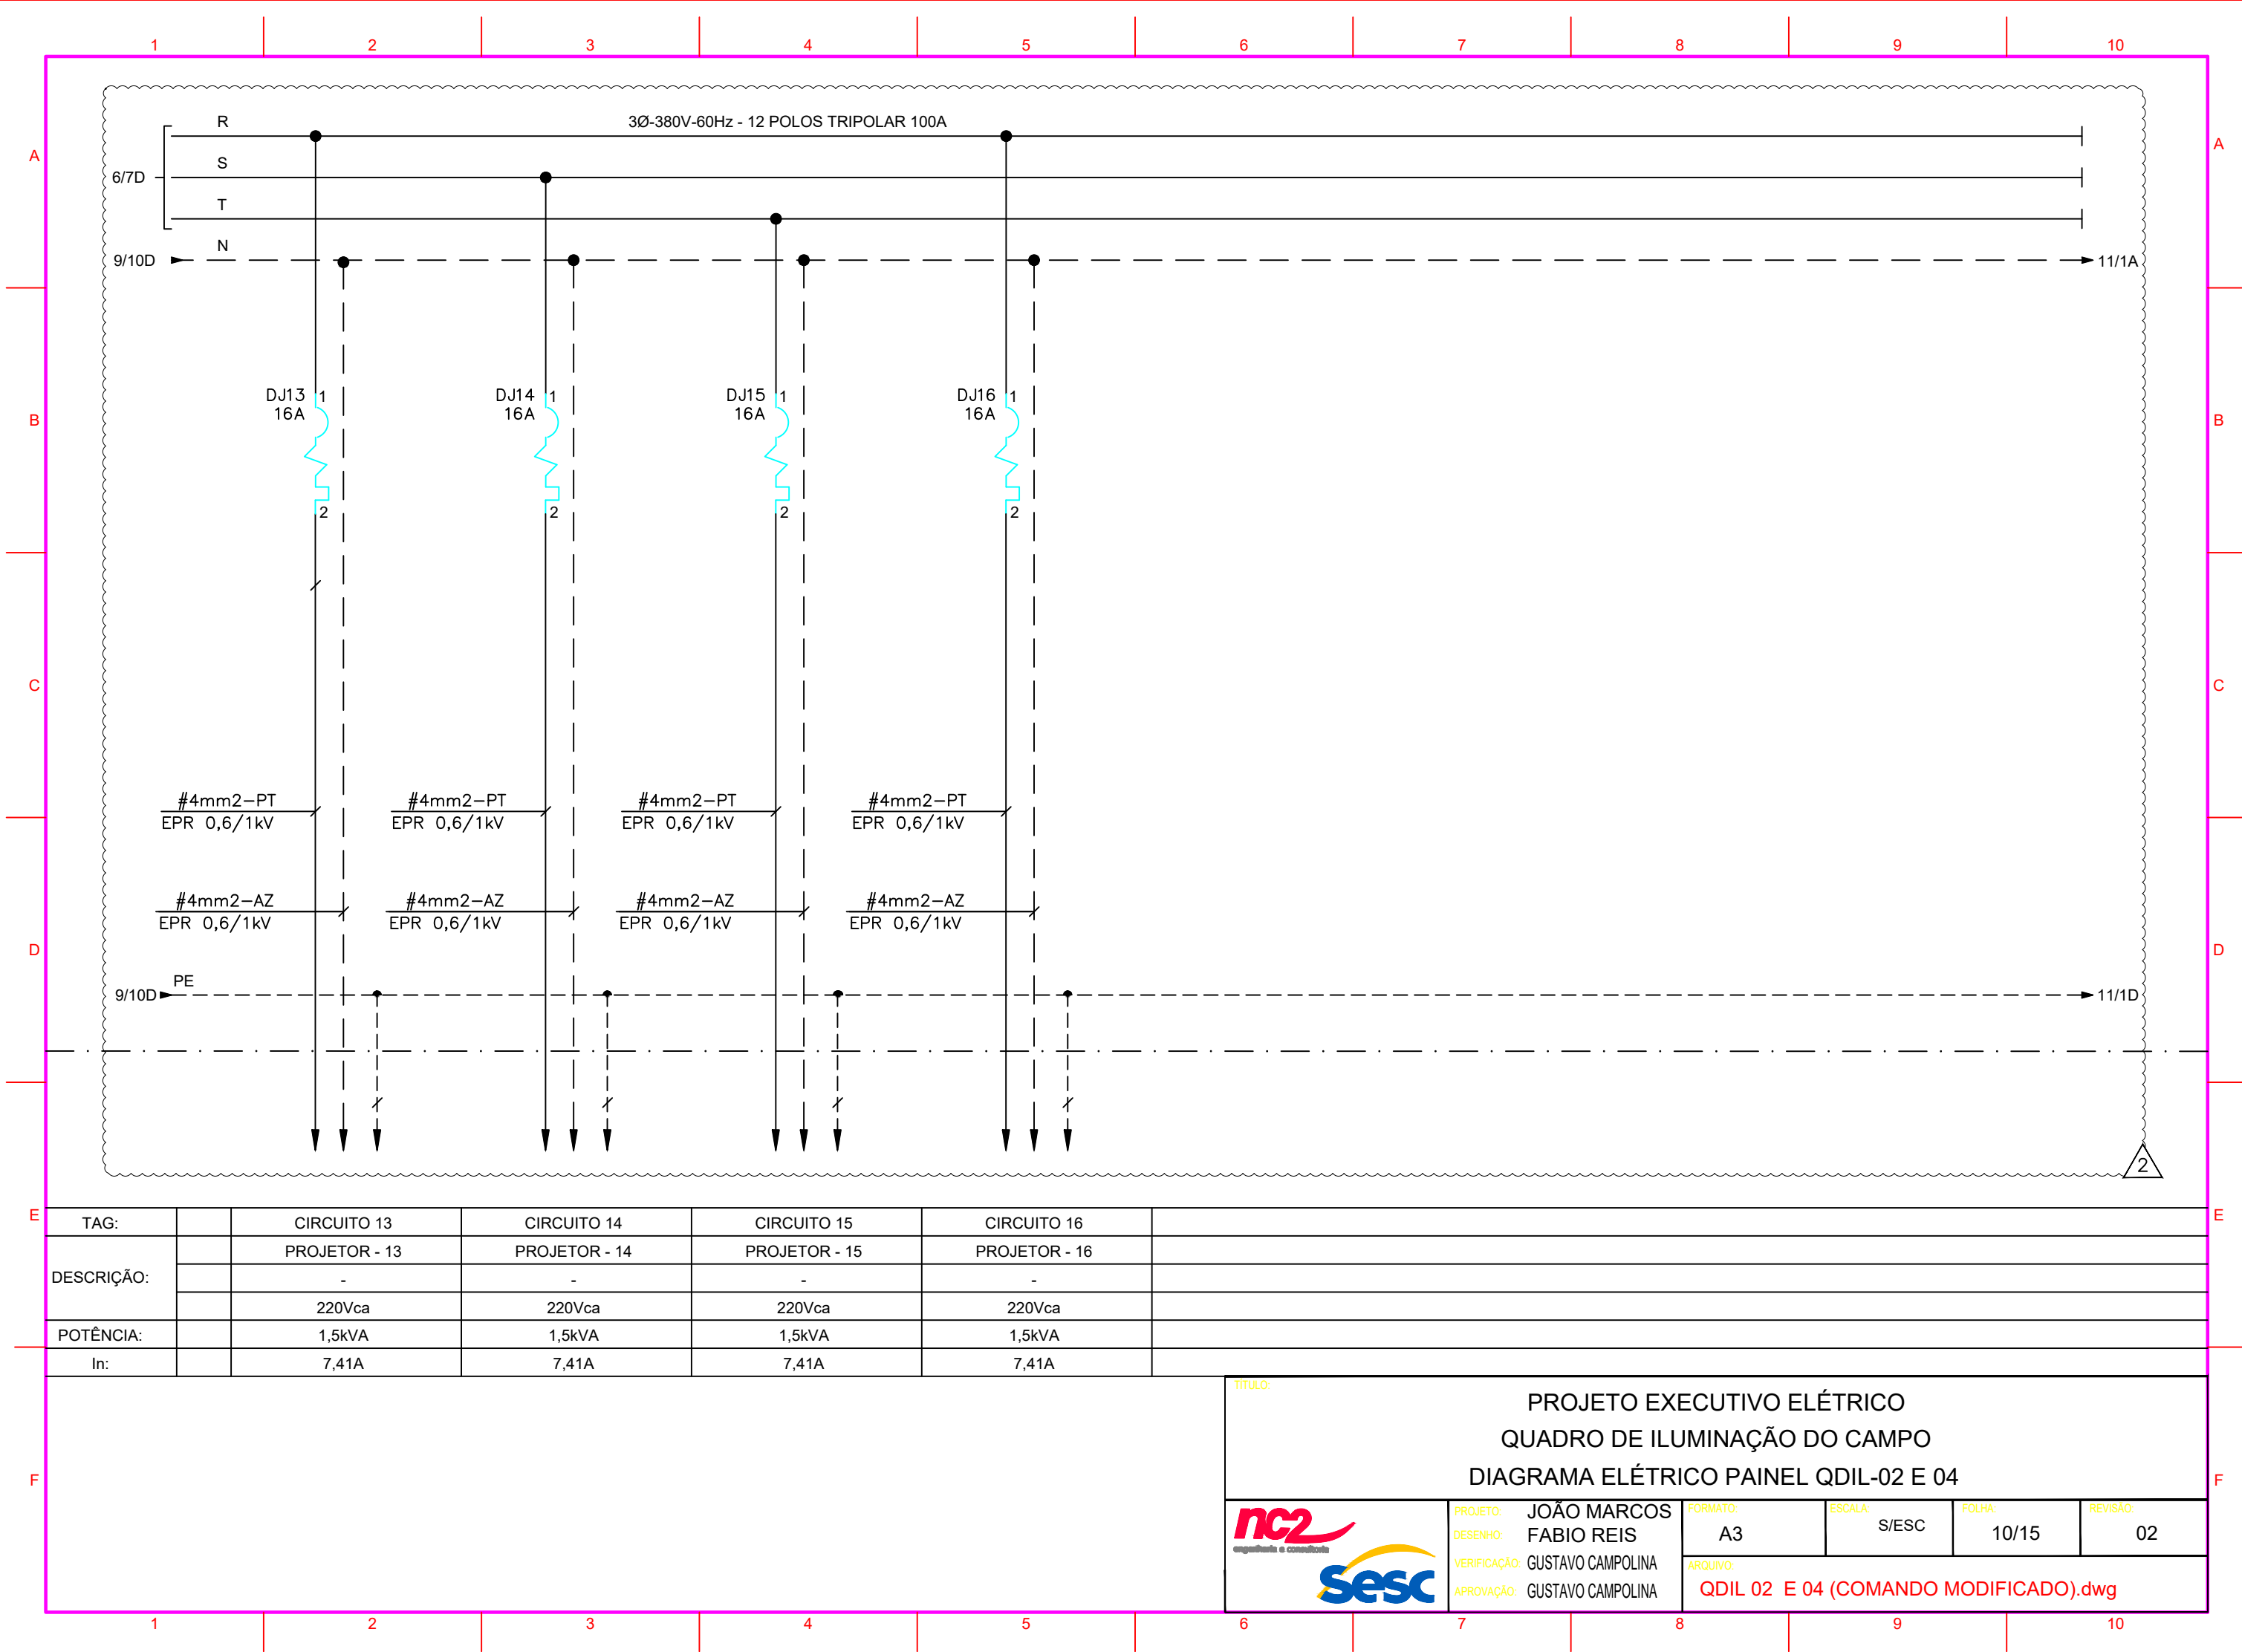 1 2 3 4 5 6 7 8 9 10
R
3Ø-380V-60Hz - 12 POLOS TRIPOLAR 100A
A A
S
6/7D
T
N
9/10D 11/1A
DJ13 1 DJ14 1 DJ15 1 DJ16 1
16A 16A 16A 16A
B B
2 2 2 2
C C
#4mm2-PT #4mm2-PT #4mm2-PT #4mm2-PT
EPR 0,6/1kV EPR 0,6/1kV EPR 0,6/1kV EPR 0,6/1kV
#4mm2-AZ #4mm2-AZ #4mm2-AZ #4mm2-AZ
EPR 0,6/1kV EPR 0,6/1kV EPR 0,6/1kV EPR 0,6/1kV
D D
PE
9/10D 11/1D
2
E E
TAG: CIRCUITO 13 CIRCUITO 14 CIRCUITO 15 CIRCUITO 16
PROJETOR - 13 PROJETOR - 14 PROJETOR - 15 PROJETOR - 16
DESCRIÇÃO:
- - - -
220Vca 220Vca 220Vca 220Vca
POTÊNCIA: 1,5kVA 1,5kVA 1,5kVA 1,5kVA
In: 7,41A 7,41A 7,41A 7,41A
TÍTULO:
PROJETO EXECUTIVO ELÉTRICO
QUADRO DE ILUMINAÇÃO DO CAMPO
DIAGRAMA ELÉTRICO PAINEL QDIL-02 E 04
F F
nc2
engenharia e consultoria
Sesc
PROJETO: JOÃO MARCOS
DESENHO: FABIO REIS
VERIFICAÇÃO: GUSTAVO CAMPOLINA
APROVAÇÃO: GUSTAVO CAMPOLINA
FORMATO: A3
ESCALA: S/ESC
FOLHA: 10/15
REVISÃO: 02
ARQUIVO:
QDIL 02 E 04 (COMANDO MODIFICADO).dwg
1 2 3 4 5 6 7 8 9 10